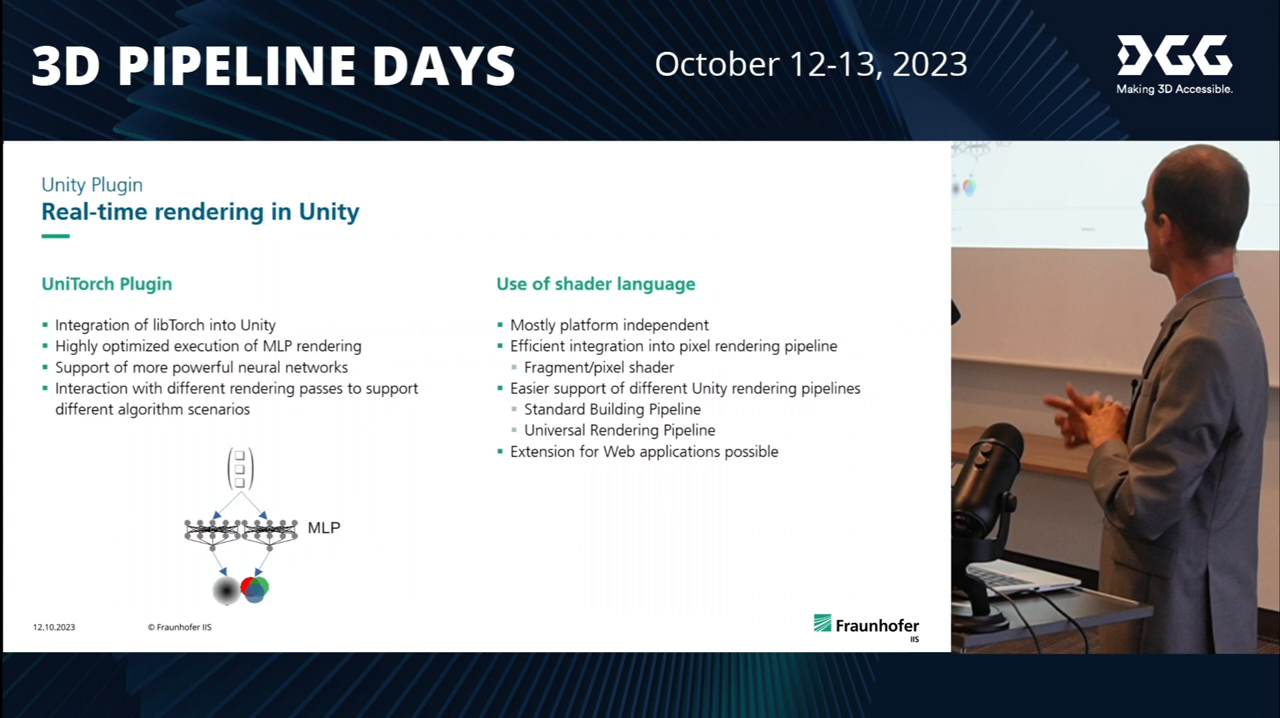 3D PIPELINE DAYS
October 12-13, 2023
DGG
Making 3D Accessible.
Unity Plugin
Real-time rendering in Unity
UniTorch Plugin
Integration of libTorch into Unity
Highly optimized execution of MLP rendering
Support of more powerful neural networks
Interaction with different rendering passes to support
different algorithm scenarios
MLP
Use of shader language
Mostly platform independent
Efficient integration into pixel rendering pipeline
Fragment/pixel shader
Easier support of different Unity rendering pipelines
Standard Building Pipeline
Universal Rendering Pipeline
Extension for Web applications possible
12.10.2023
© Fraunhofer IIS
Fraunhofer
IIS